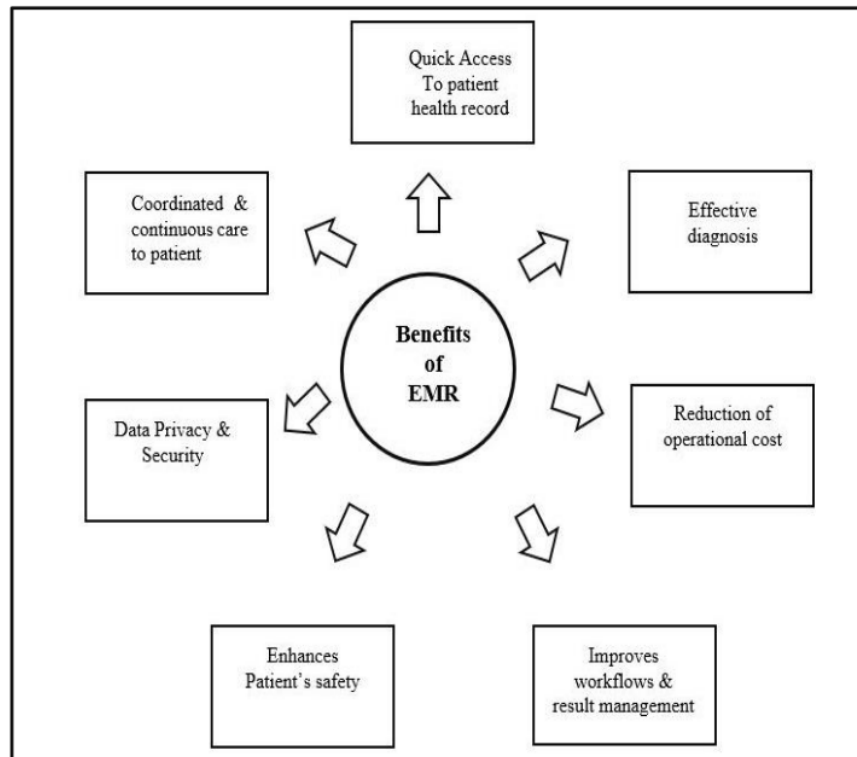 Quick Access
To patient
health record
Coordinated & 
continuous care
to patient
Effective
diagnosis
Benefits
of
EMR
Data Privacy &
Security
Reduction of
operational cost
Enhances
Patient’s safety
Improves
workflows &
result management